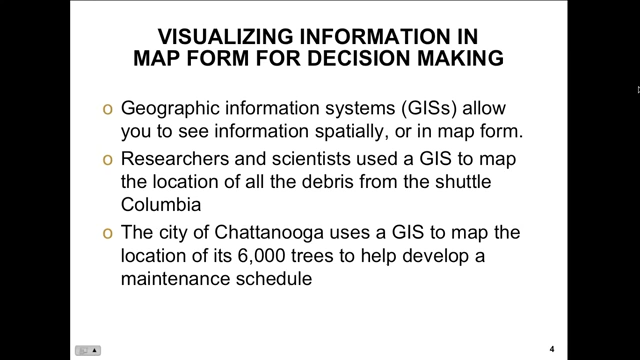 VISUALIZING INFORMATION IN
MAP FORM FOR DECISION MAKING
o Geographic information systems (GISs) allow
you to see information spatially, or in map form.
o Researchers and scientists used a GIS to map
the location of all the debris from the shuttle
Columbia
o The city of Chattanooga uses a GIS to map the
location of its 6,000 trees to help develop a
maintenance schedule
4